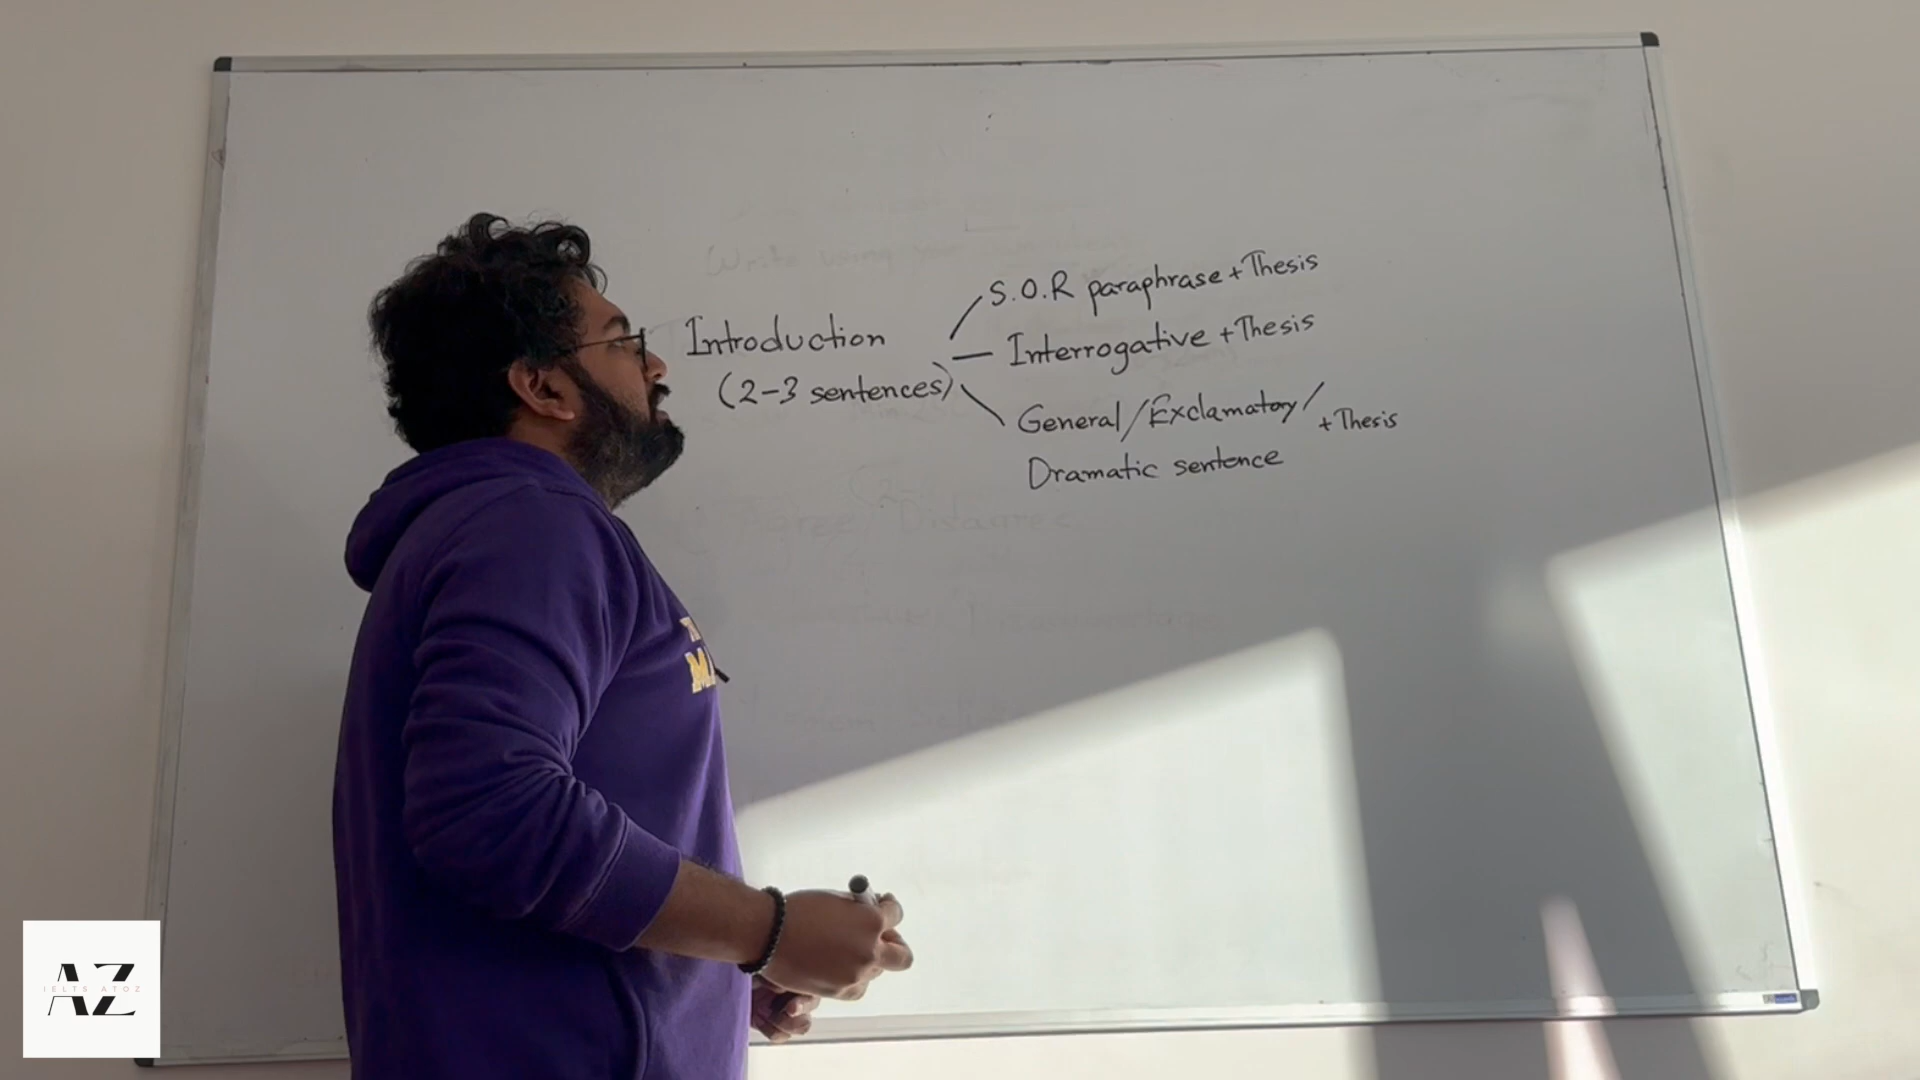 S.O.R paraphrase + Thesis
Introduction
Interrogative + Thesis
(2-3 sentences)
General/Exclamatory/
+ Thesis
Dramatic sentence
AZ
IELTS ATOZ